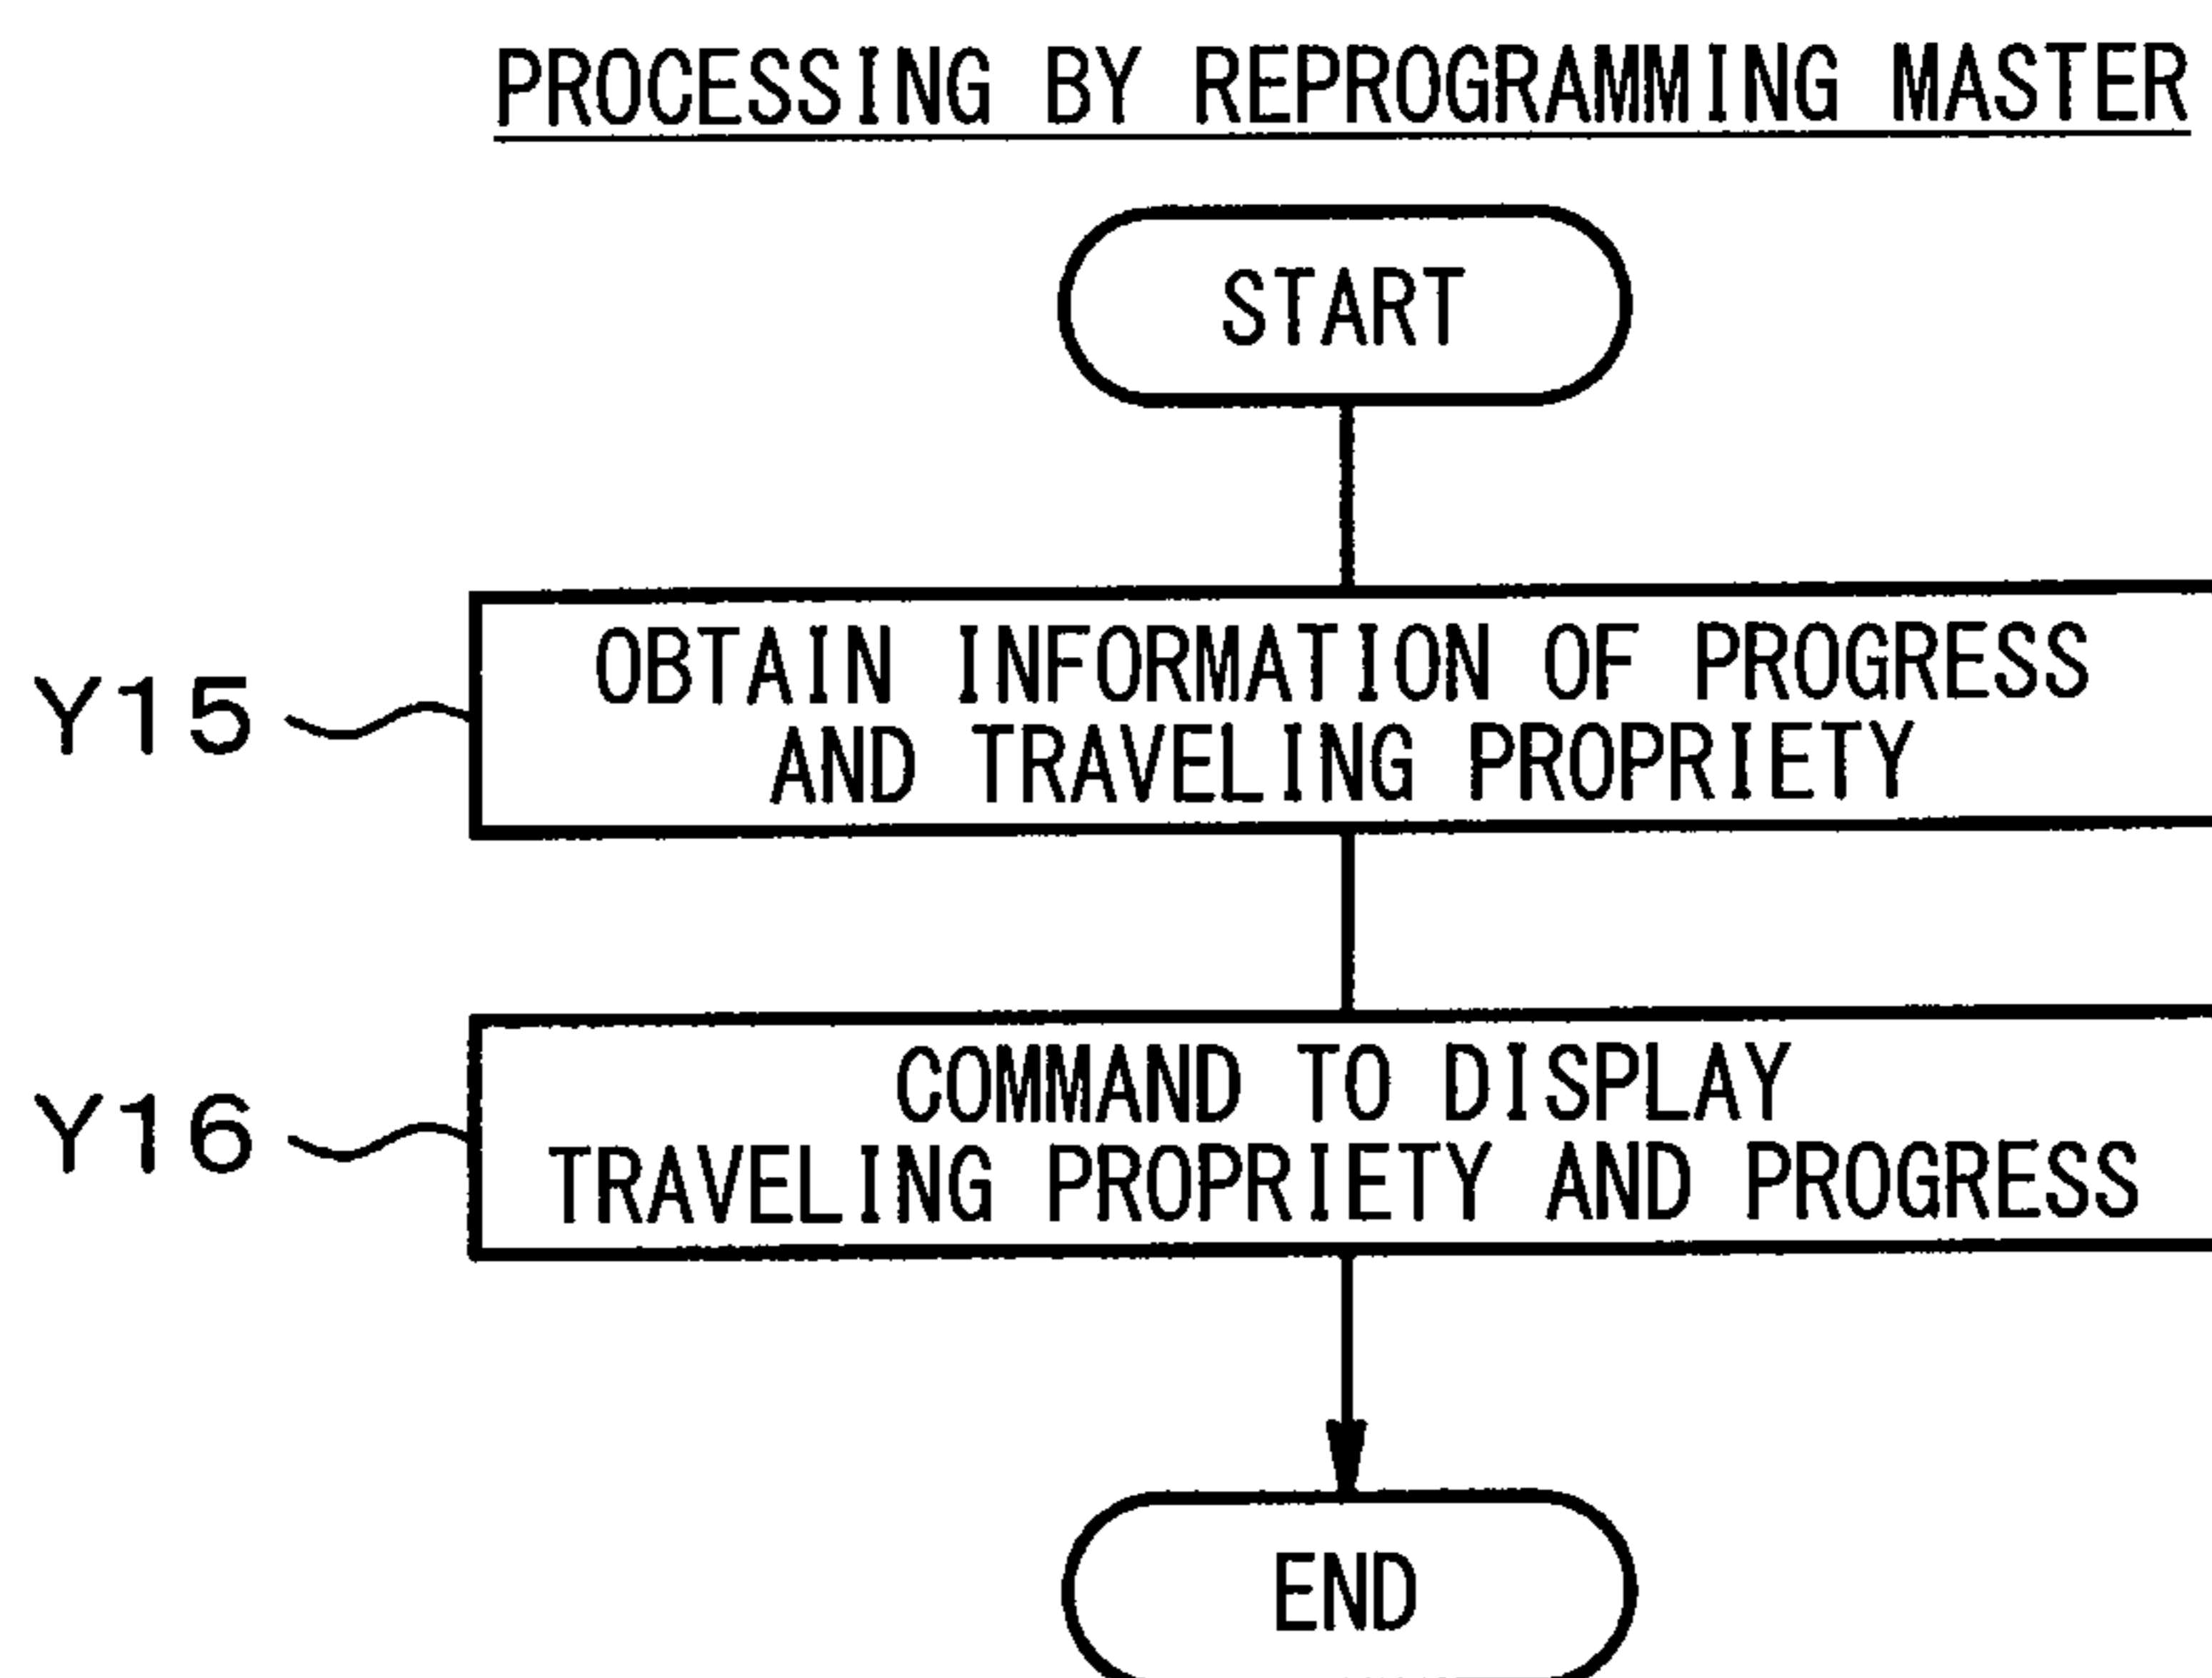 PROCESSING BY REPROGRAMMING MASTER
START
Y15
OBTAIN INFORMATION OF PROGRESS
AND TRAVELING PROPRIETY
Y16
COMMAND TO DISPLAY
TRAVELING PROPRIETY AND PROGRESS
END